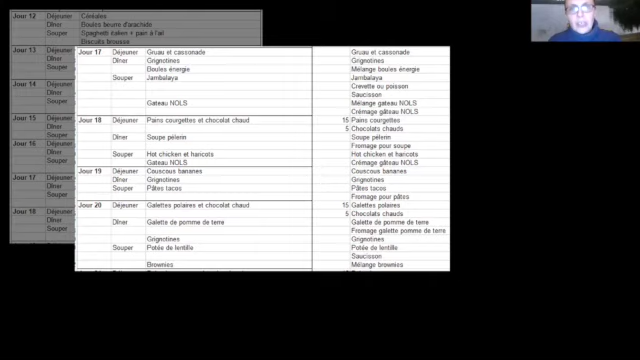 Jour 12 Déjeuner Céréales
Dîner Boules beurre d'arachide
Souper Spaghetti italien + pain à l'ail
Biscuits brousse
Jour 13 Déjeuner
Dîner
Souper
Jour 14 Déjeuner
Dîner
Souper
Jour 15 Déjeuner
Dîner
Souper
Jour 16 Déjeuner
Dîner
Souper
Jour 17 Déjeuner
Dîner
Souper
Jour 18 Déjeuner
Dîner
Souper
Jour 17 Déjeuner Gruau et cassonade Gruau et cassonade
Dîner Grignotines Grignotines
Boules énergie Mélange boules énergie
Souper Jambalaya Jambalaya
Crevette ou poisson
Saucisson
Gateau NOLS Mélange gâteau NOLS
Crémage gâteau NOLS
Jour 18 Déjeuner Pains courgettes et chocolat chaud 15 Pains courgettes
5 Chocolats chauds
Dîner Soupe pélerin Soupe pélerin
Fromage pour soupe
Souper Hot chicken et haricots Hot chicken et haricots
Gateau NOLS Crémage gâteau NOLS
Jour 19 Déjeuner Couscous bananes Couscous bananes
Dîner Grignotines Grignotines
Souper Pâtes tacos Pâtes tacos
Fromage pour pâtes
Jour 20 Déjeuner Galettes polaires et chocolat chaud 15 Galettes polaires
5 Chocolats chauds
Dîner Galette de pomme de terre Galette de pomme de terre
Fromage galette pomme de terre
Grignotines Grignotines
Souper Potée de lentille Potée de lentille
Saucisson
Brownies Mélange brownies